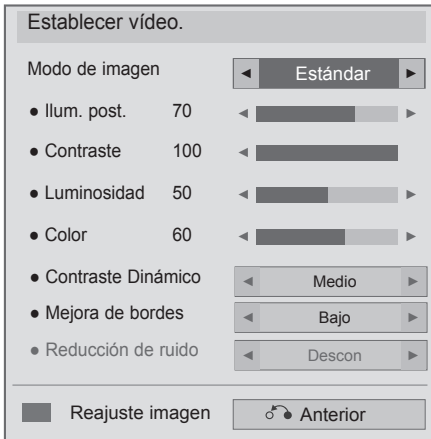 Establecer vídeo.
Modo de imagen ◄ Estándar ►
● Ilum. post. 70 ◄ ►
● Contraste 100 ◄
● Luminosidad 50 ◄ ►
● Color 60 ◄ ►
● Contraste Dinámico ◄ Medio ►
● Mejora de bordes ◄ Bajo ►
● Reducción de ruido ◄ Descon ►
Reajuste imagen Anterior